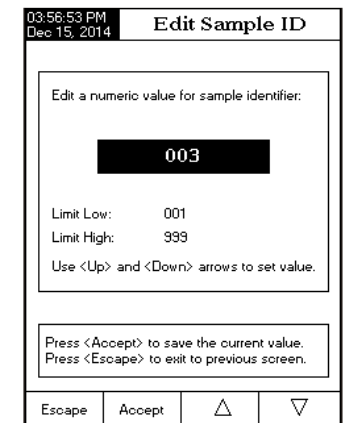 03:56:53 PM
Dec 15, 2014
Edit Sample ID
Edit a numeric value for sample identifier:
003
Limit Low: 001
Limit High: 999
Use <Up> and <Down> arrows to set value.
Press <Accept> to save the current value.
Press <Escape> to exit to previous screen.
Escape Accept △ ▽